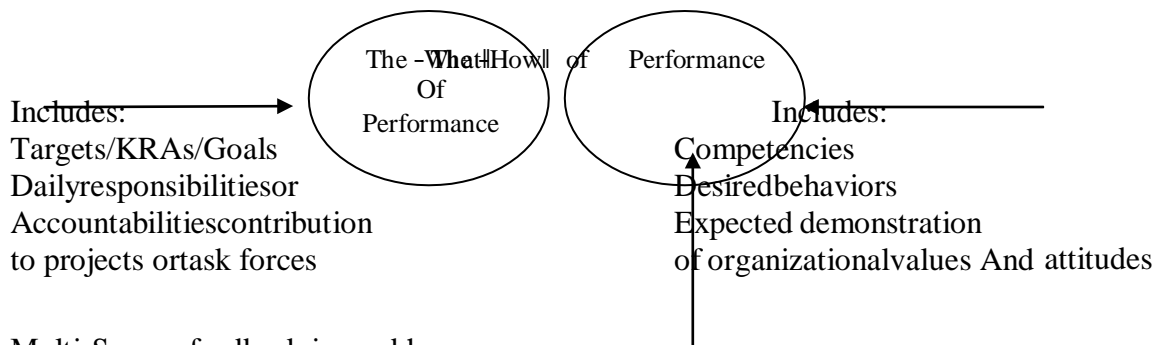 The ―What‖
Of
Performance
The ―How‖ of Performance
Includes:
Targets/KRAs/Goals
Dailyresponsibilitiesor
Accountabilitiescontribution
to projects ortask forces
Includes:
Competencies
Desiredbehaviors
Expected demonstration
of organizationalvalues And attitudes